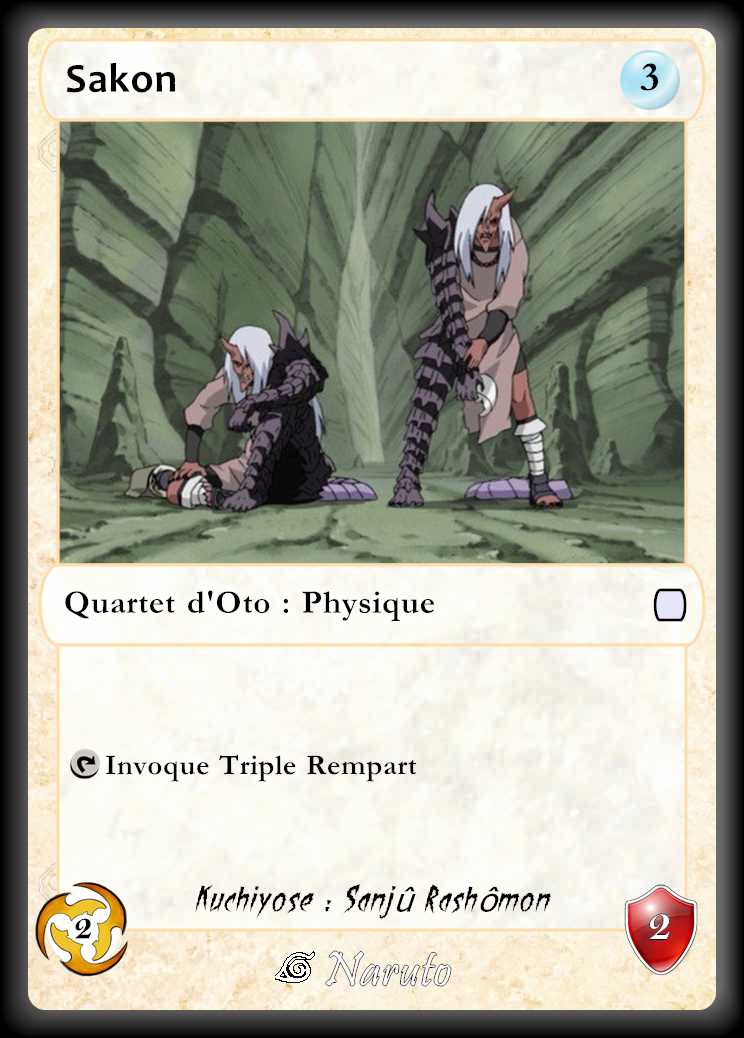 Sakon
3
Quartet d'Oto : Physique
Invoque Triple Rempart
Kuchiyose : Sanjû Rashômon
2
2
Naruto